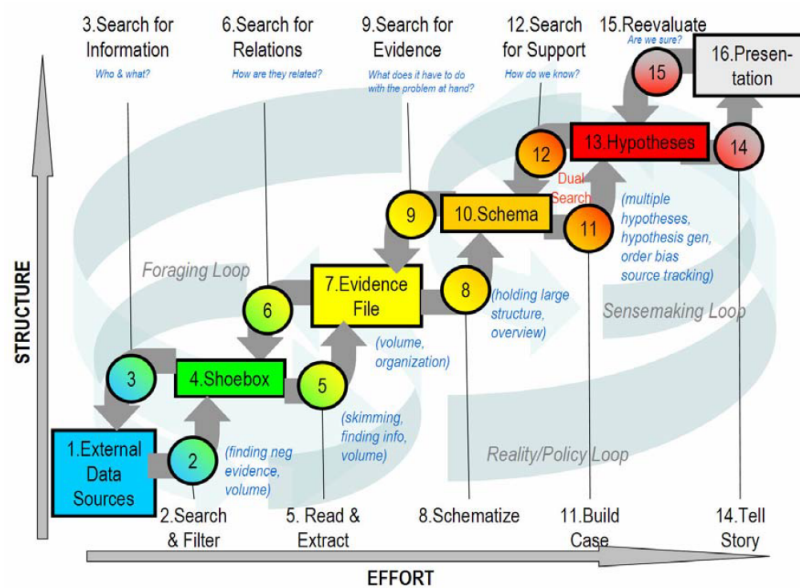 3.Search for
Information
Who & what?
6.Search for
Relations
How are they related?
9.Search for
Evidence
What does it have to do
with the problem at hand?
12.Search
for Support
How do we know?
15.Reevaluate
Are we sure?
16.Presen-
tation
15
14
13.Hypotheses
12
Dual
Search
11
(multiple
hypotheses,
hypothesis gen,
order bias
source tracking)
10.Schema
9
8
(holding large
structure,
overview)
7.Evidence
File
(volume,
organization)
Foraging Loop
Sensemaking Loop
Reality/Policy Loop
6
5
(skimming,
finding info,
volume)
4.Shoebox
3
2
(finding neg
evidence,
volume)
1.External
Data
Sources
2.Search
& Filter
5. Read &
Extract
8.Schematize
11.Build
Case
14.Tell
Story
STRUCTURE
EFFORT